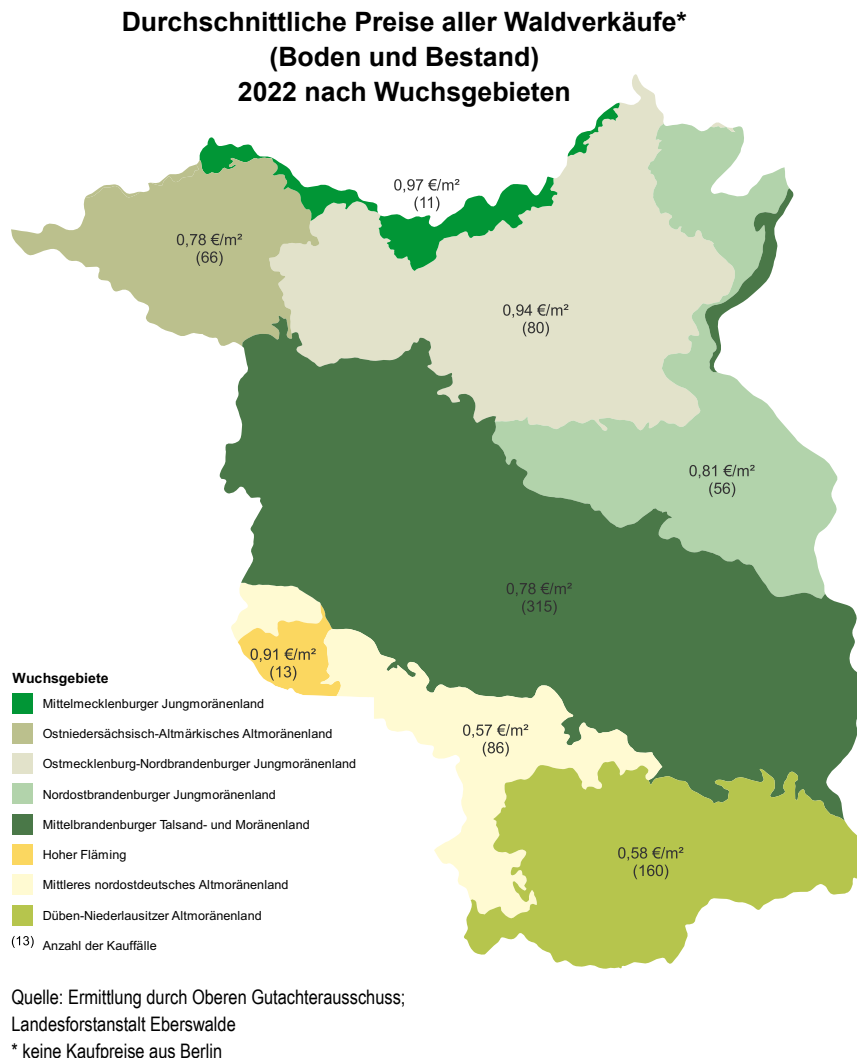 Durchschnittliche Preise aller Waldverkäufe*
(Boden und Bestand)
2022 nach Wuchsgebieten
0,97 €/m²
(11)
0,78 €/m²
(66)
0,94 €/m²
(80)
0,81 €/m²
(56)
0,78 €/m²
(315)
0,91 €/m²
(13)
0,57 €/m²
(86)
0,58 €/m²
(160)
Wuchsgebiete
Mittelmecklenburger Jungmoränenland
Ostniedersächsisch-Altmärkisches Altmoränenland
Ostmecklenburg-Nordbrandenburger Jungmoränenland
Nordostbrandenburger Jungmoränenland
Mittelbrandenburger Talsand- und Moränenland
Hoher Fläming
Mittleres nordostdeutsches Altmoränenland
Düben-Niederlausitzer Altmoränenland
(13) Anzahl der Kauffälle
Quelle: Ermittlung durch Oberen Gutachterausschuss;
Landesforstanstalt Eberswalde
* keine Kaufpreise aus Berlin